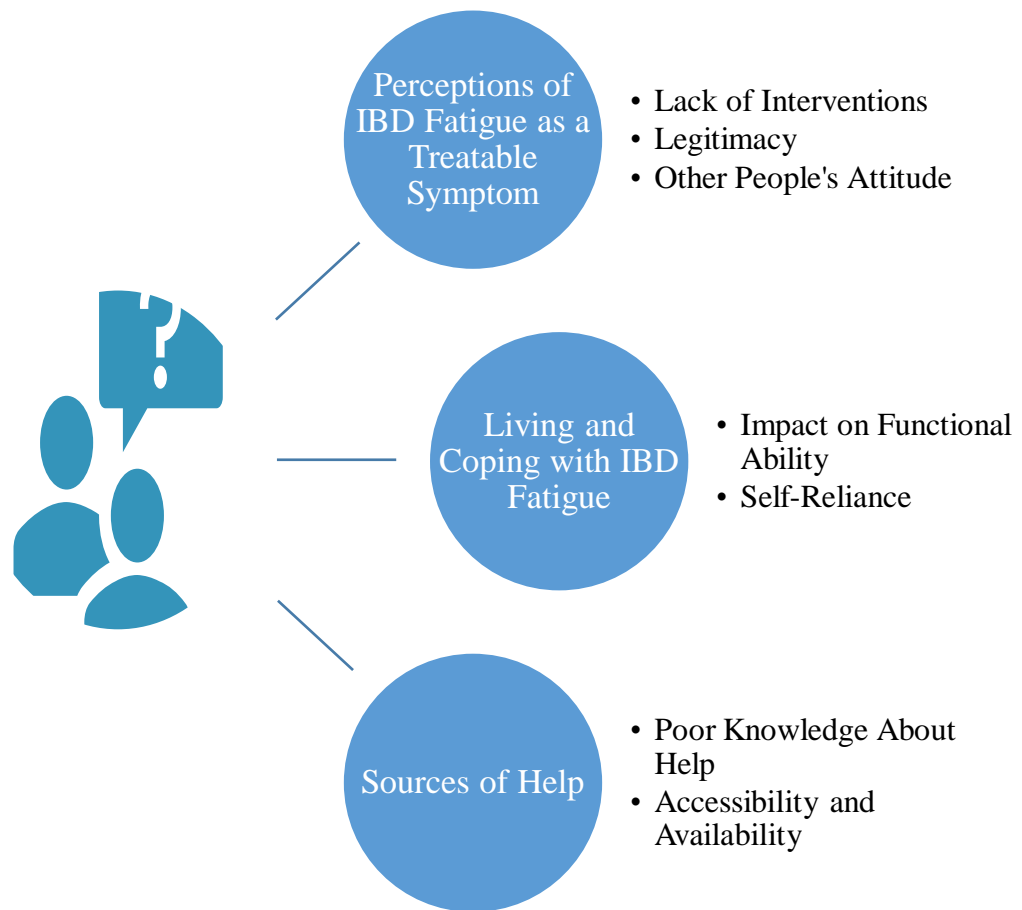 Perceptions of
IBD Fatigue as a
Treatable
Symptom
• Lack of Interventions
• Legitimacy
• Other People's Attitude
? !
Living and
Coping with IBD
Fatigue
• Impact on Functional
Ability
• Self-Reliance
Sources of Help
• Poor Knowledge About
Help
• Accessibility and
Availability